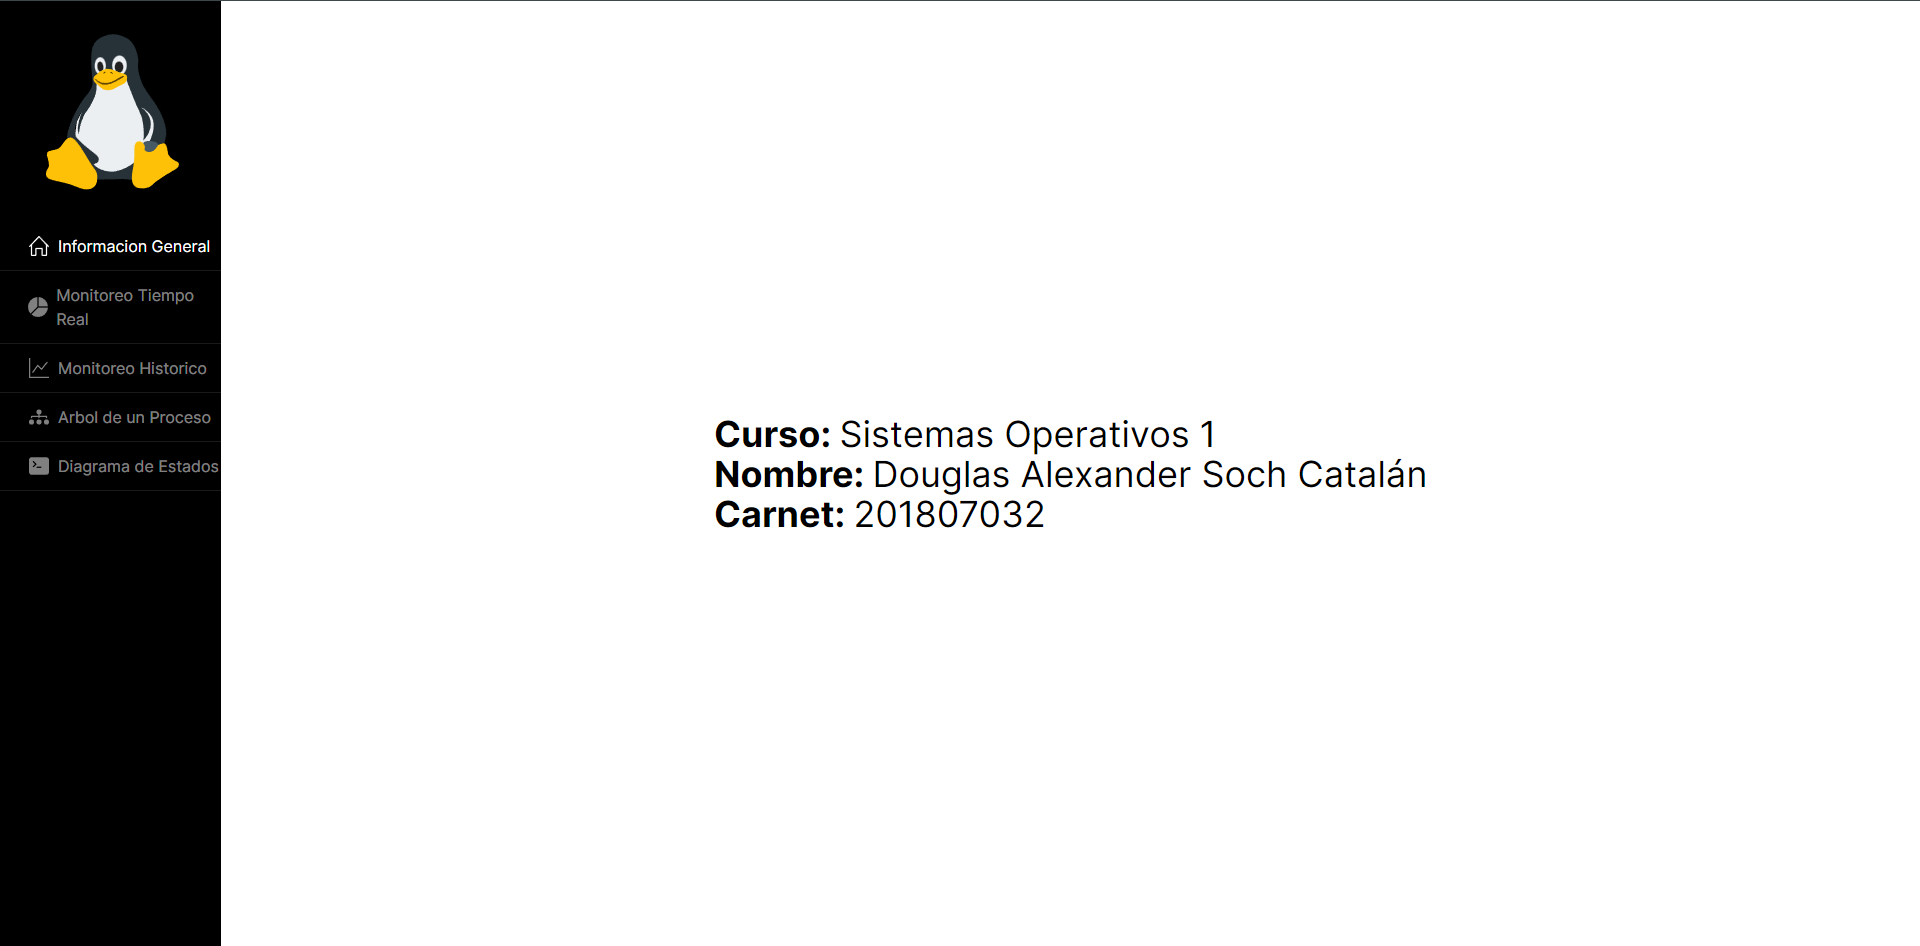 Informacion General
Monitoreo Tiempo
Real
Monitoreo Historico
Arbol de un Proceso
Diagrama de Estados
Curso: Sistemas Operativos 1
Nombre: Douglas Alexander Soch Catalán
Carnet: 201807032